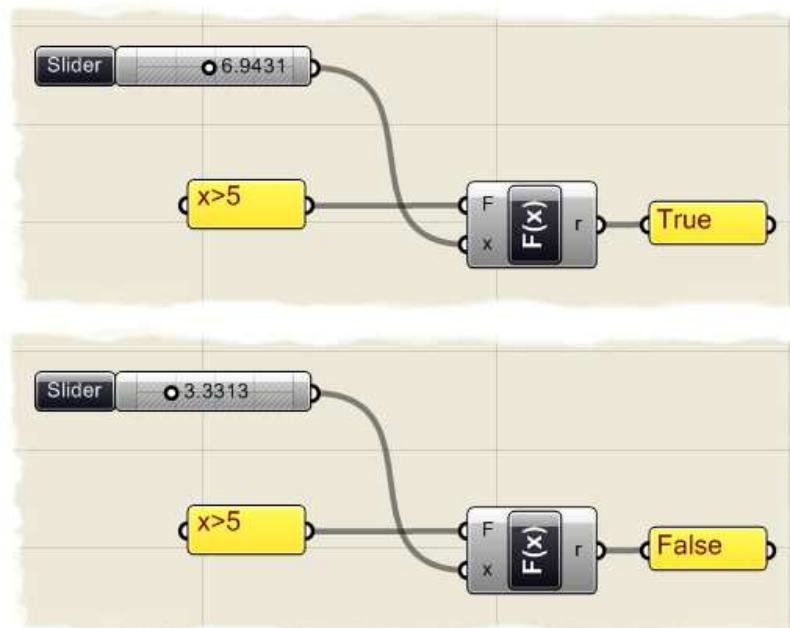 Slider 6.9431
x>5
F
x
F(x)
r
True
Slider 3.3313
x>5
F
x
F(x)
r
False